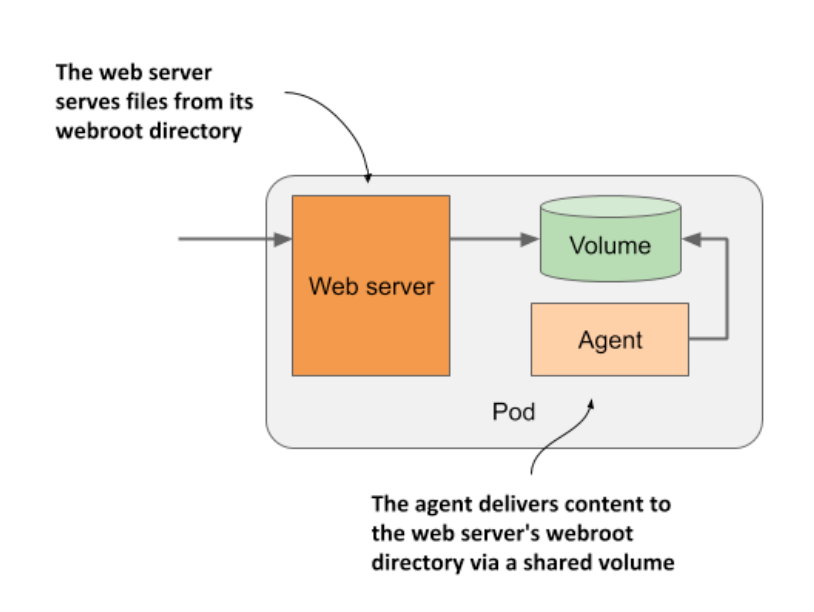 The web server
serves files from its
webroot directory
Web server
Volume
Agent
Pod
The agent delivers content to
the web server's webroot
directory via a shared volume